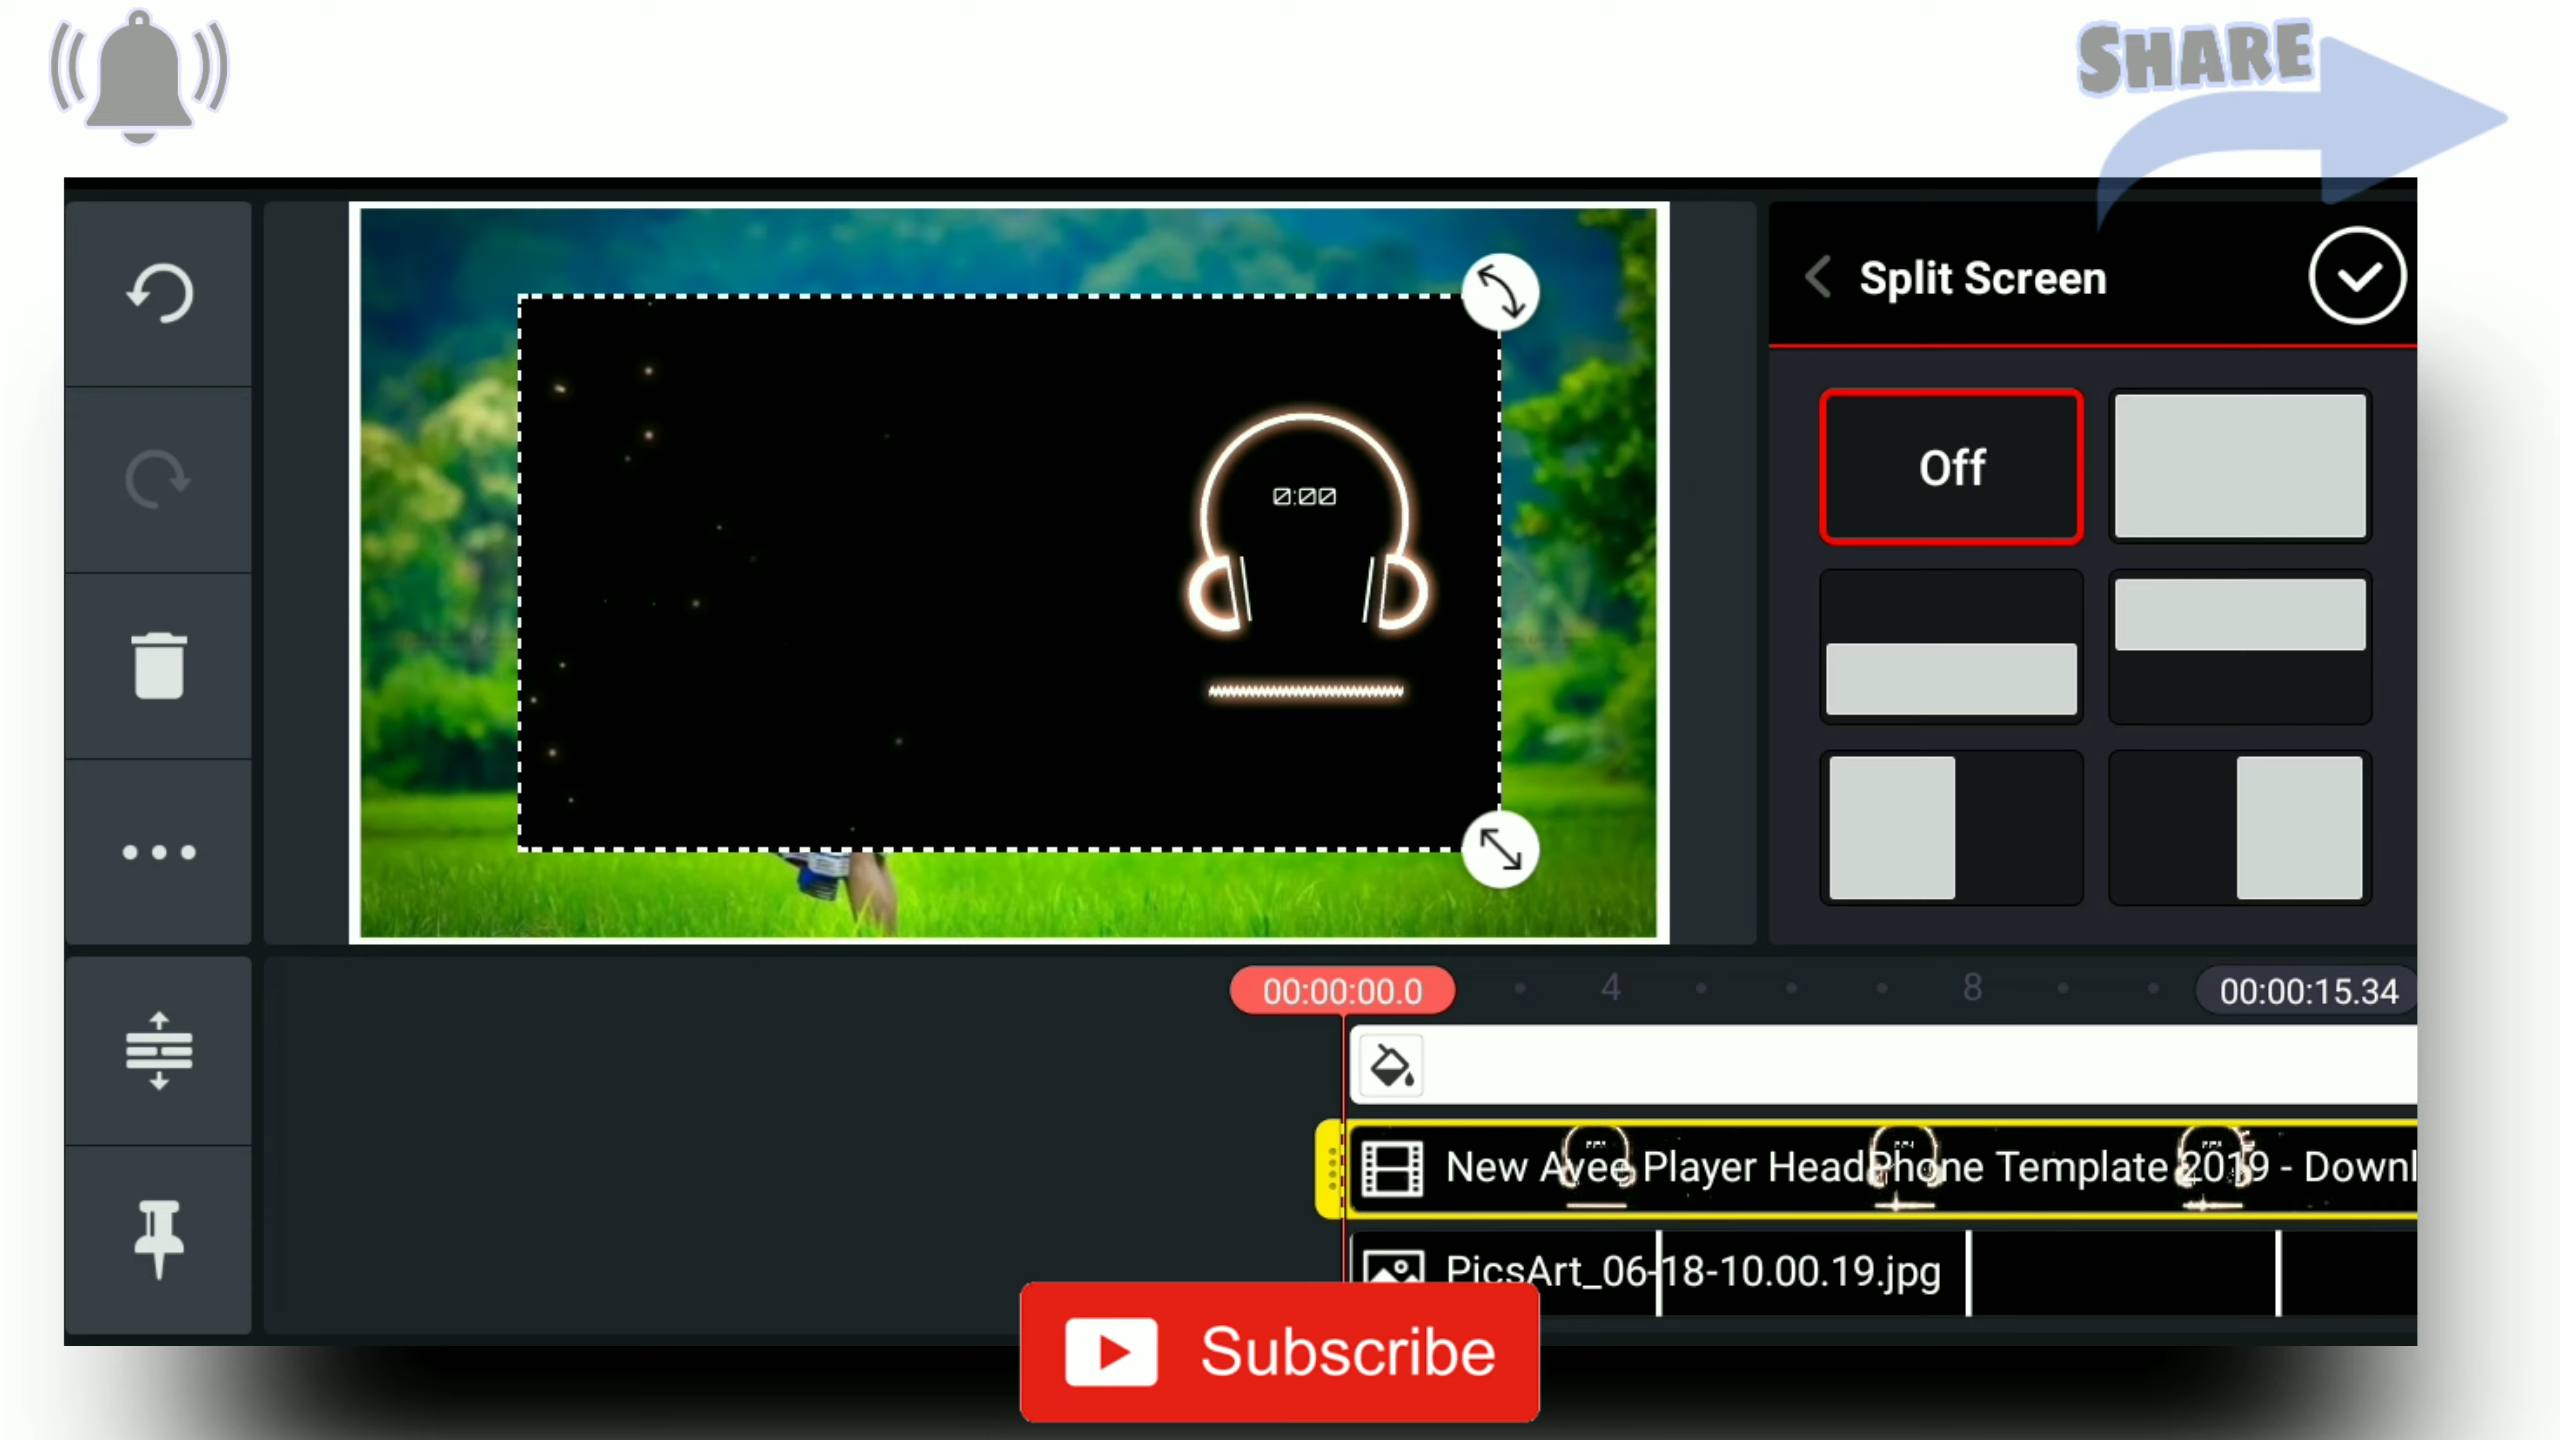 SHARE
Split Screen
Off
0:00
00:00:00.0
4
8
00:00:15.34
New Avee Player HeadPhone Template 2019 - Downl
PicsArt_06-18-10.00.19.jpg
Subscribe